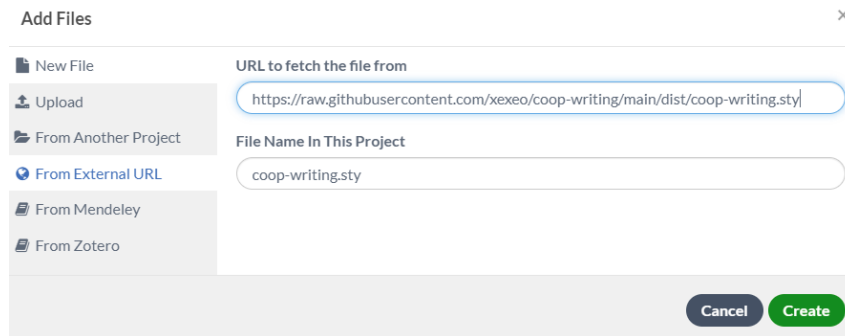 Add Files
×
New File
Upload
From Another Project
From External URL
From Mendeley
From Zotero
URL to fetch the file from
https://raw.githubusercontent.com/xexeo/coop-writing/main/dist/coop-writing.sty
File Name In This Project
coop-writing.sty
Cancel
Create